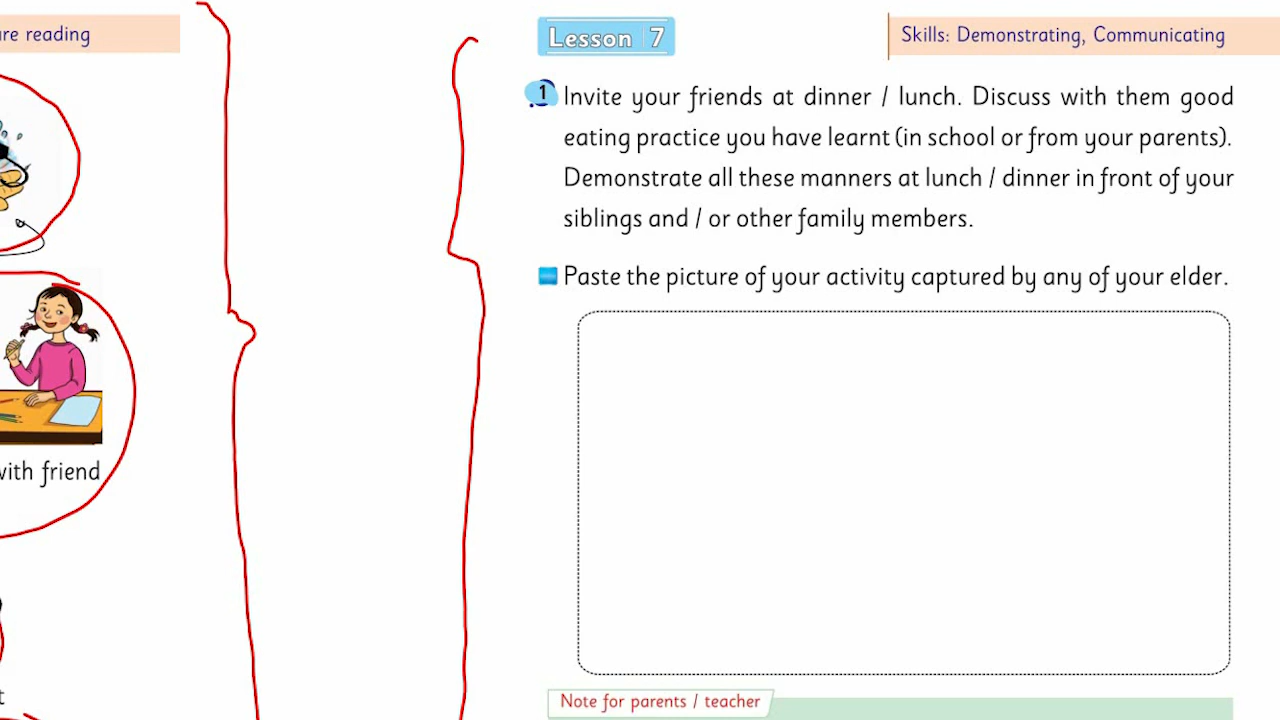 re reading
with friend
t
Lesson 7
Skills: Demonstrating, Communicating
1 Invite your friends at dinner / lunch. Discuss with them good
eating practice you have learnt (in school or from your parents).
Demonstrate all these manners at lunch / dinner in front of your
siblings and / or other family members.
Paste the picture of your activity captured by any of your elder.
Note for parents / teacher